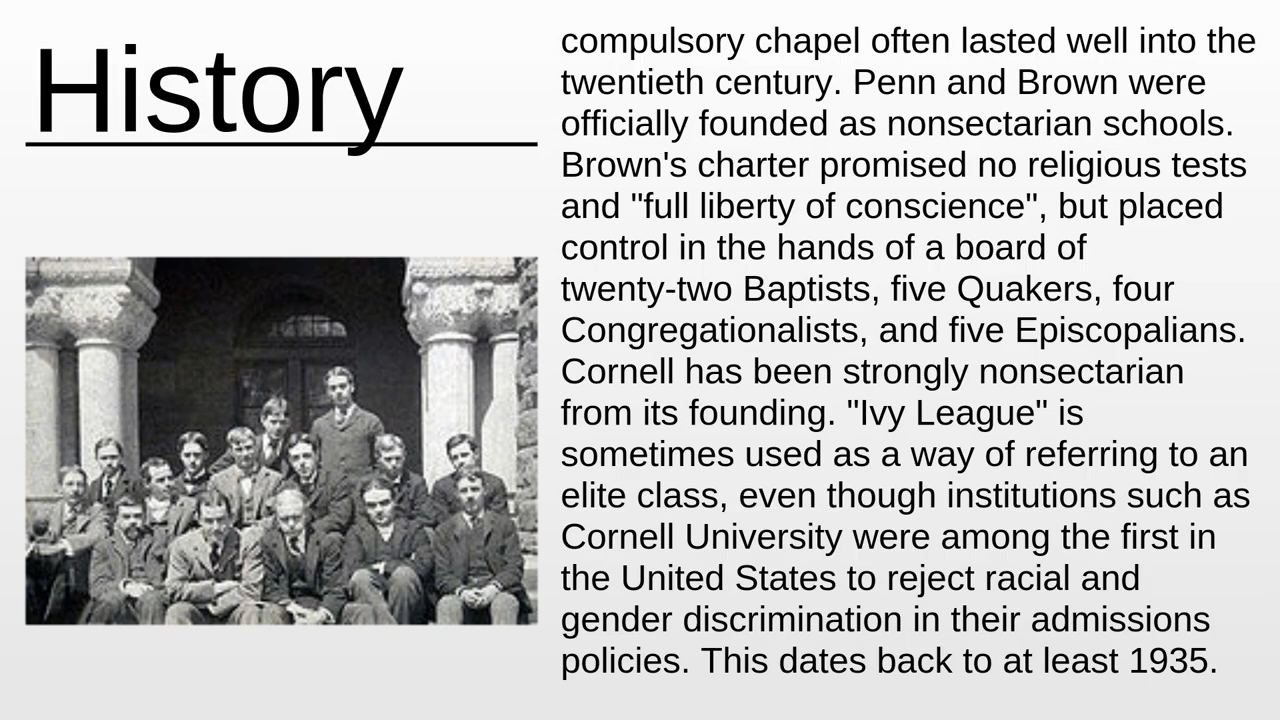 History
compulsory chapel often lasted well into the
twentieth century. Penn and Brown were
officially founded as nonsectarian schools.
Brown's charter promised no religious tests
and "full liberty of conscience", but placed
control in the hands of a board of
twenty-two Baptists, five Quakers, four
Congregationalists, and five Episcopalians.
Cornell has been strongly nonsectarian
from its founding. "Ivy League" is
sometimes used as a way of referring to an
elite class, even though institutions such as
Cornell University were among the first in
the United States to reject racial and
gender discrimination in their admissions
policies. This dates back to at least 1935.